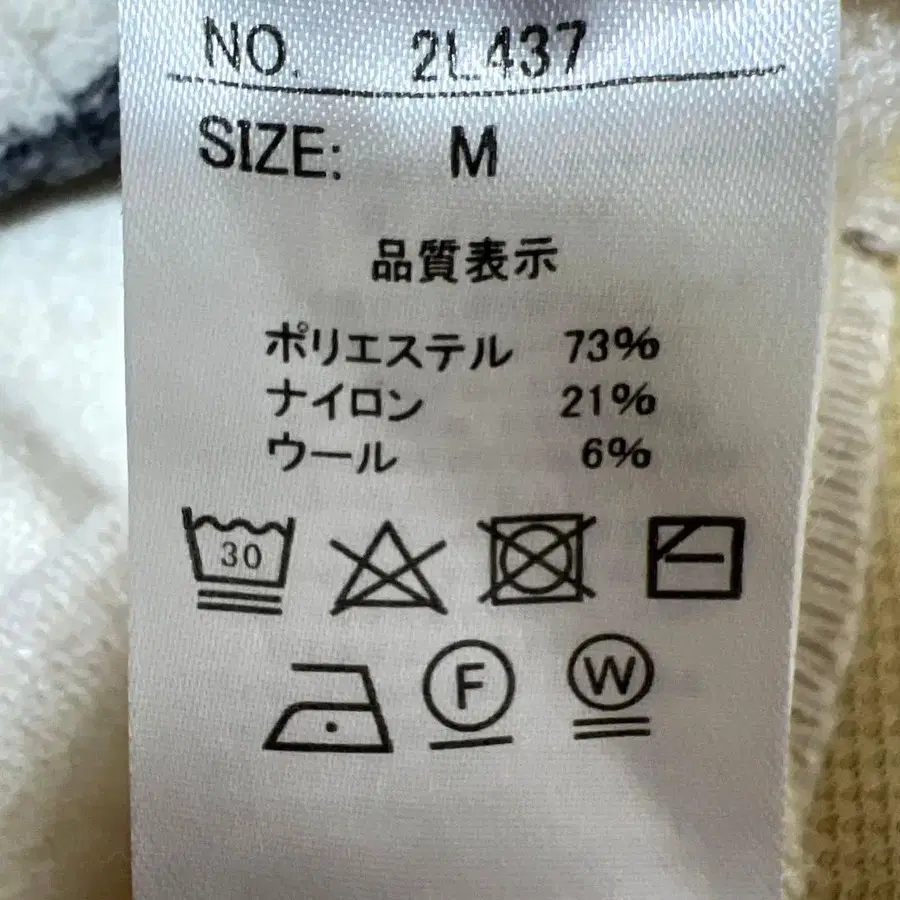 NO. 2L437
SIZE: M
品質表示
ポリエステル 73%
ナイロン 21%
ウール 6%
30
F W